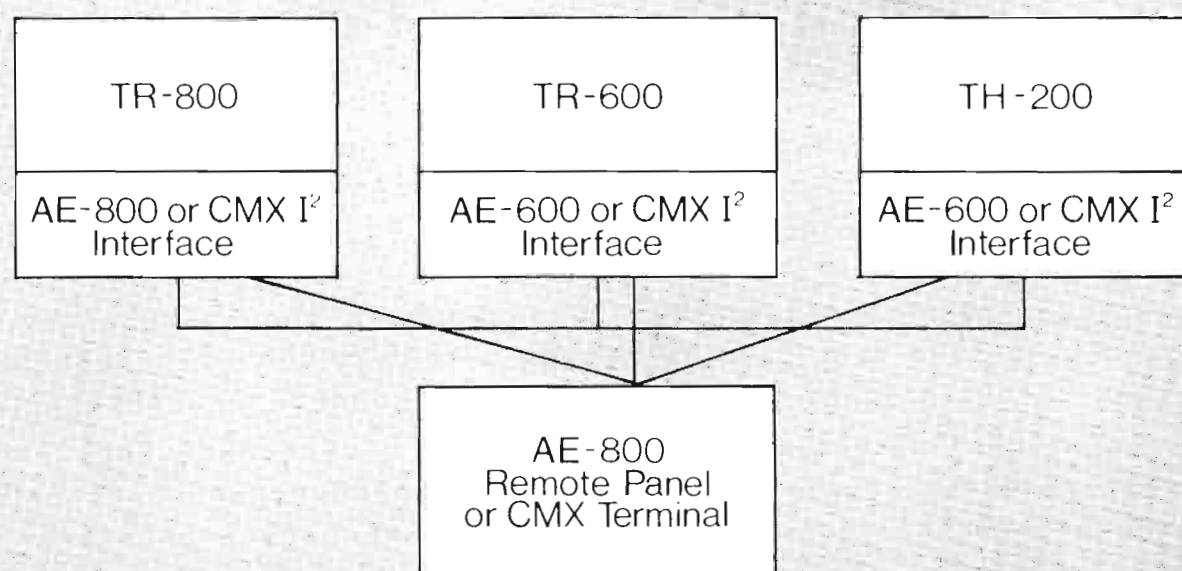 TR-800
AE-800 or CMX I²
Interface
TR-600
AE-600 or CMX I²
Interface
TH-200
AE-600 or CMX I²
Interface
AE-800
Remote Panel
or CMX Terminal